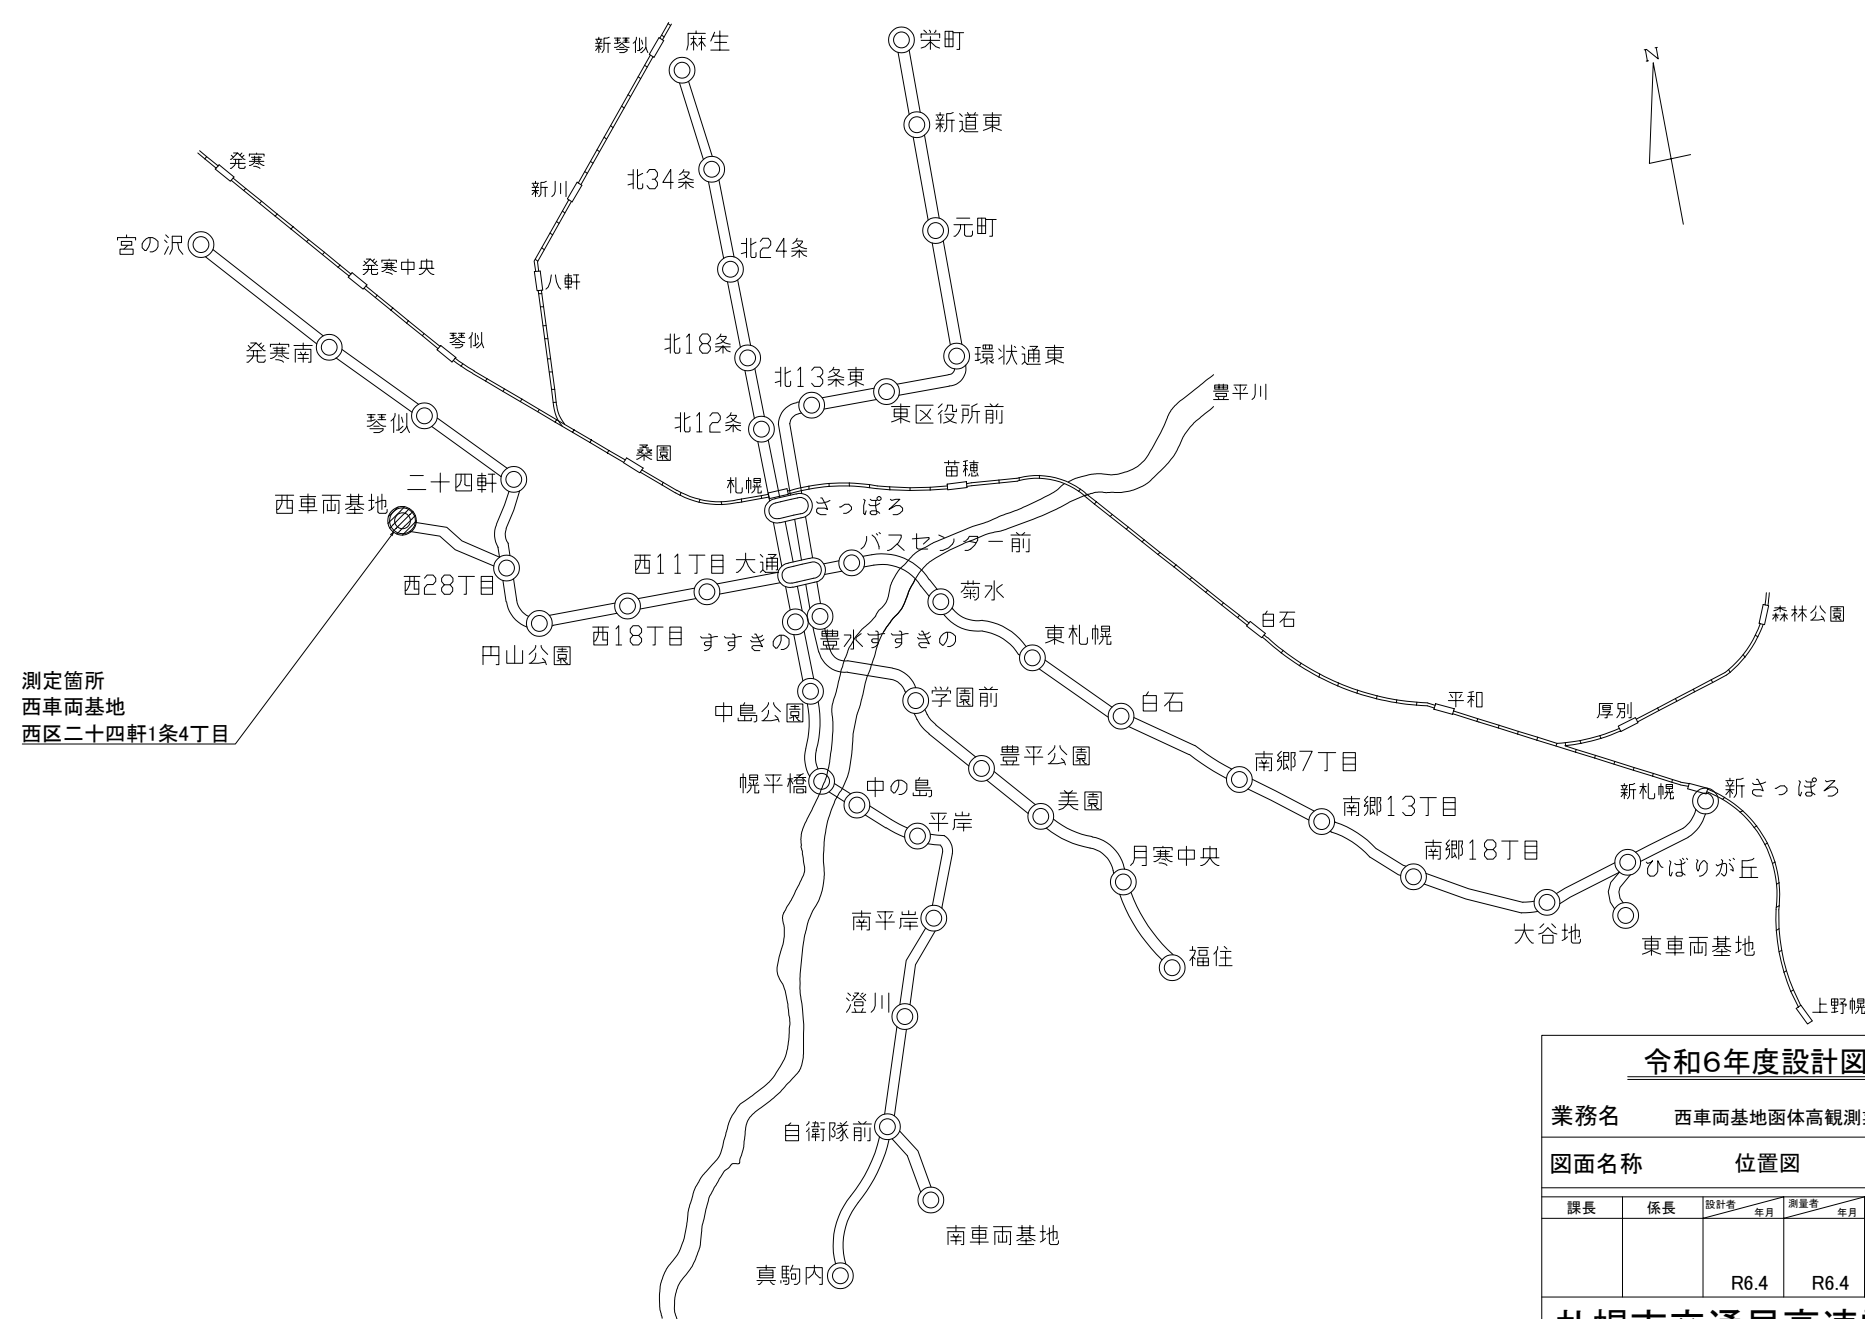 新琴似
麻生
栄町
N
新道東
発寒
新川
北34条
元町
宮の沢
北24条
発寒中央
八軒
琴似
北18条
環状通東
発寒南
北13条東
豊平川
東区役所前
琴似
北12条
桑園
苗穂
二十四軒
札幌
西車両基地
さっぽろ
バスセンター前
西11丁目
大通
西28丁目
菊水
白石
森林公園
西18丁目
すすきの
豊水すすきの
東札幌
円山公園
測定箇所
西車両基地
西区二十四軒1条4丁目
学園前
白石
平和
厚別
中島公園
豊平公園
南郷7丁目
幌平橋
中の島
新札幌
新さっぽろ
美園
南郷13丁目
平岸
南郷18丁目
月寒中央
ひばりが丘
南平岸
大谷地
東車両基地
福住
澄川
上野幌
自衛隊前
南車両基地
真駒内
令和6年度設計図
業務名 西車両基地函体高観測
図面名称 位置図
課長 係長 設計者 年月 測量者 年月
R6.4 R6.4
札幌市交通局高速